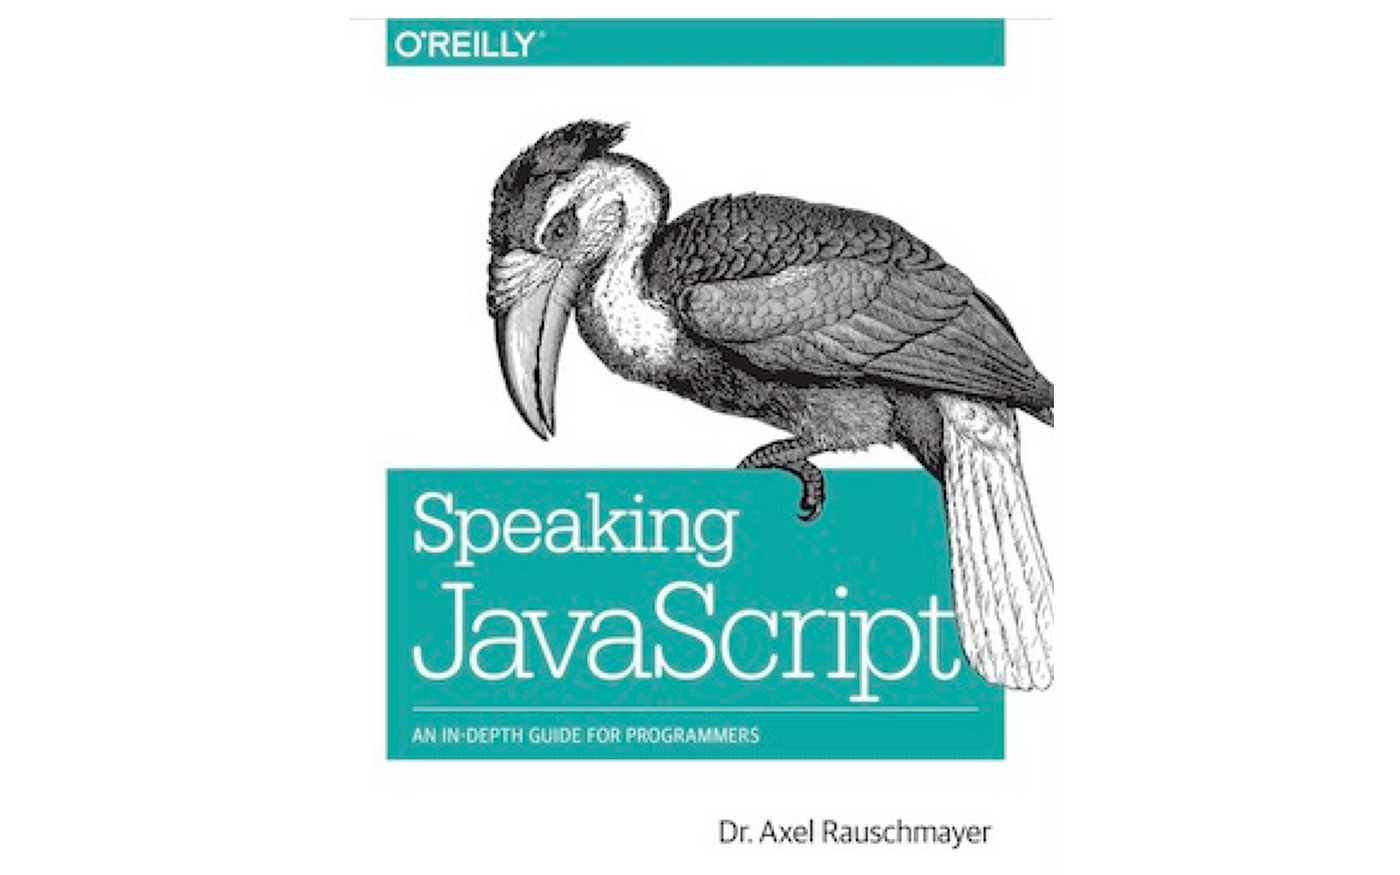 O'REILLY®
Speaking
JavaScript
AN IN-DEPTH GUIDE FOR PROGRAMMERS
Dr. Axel Rauschmayer